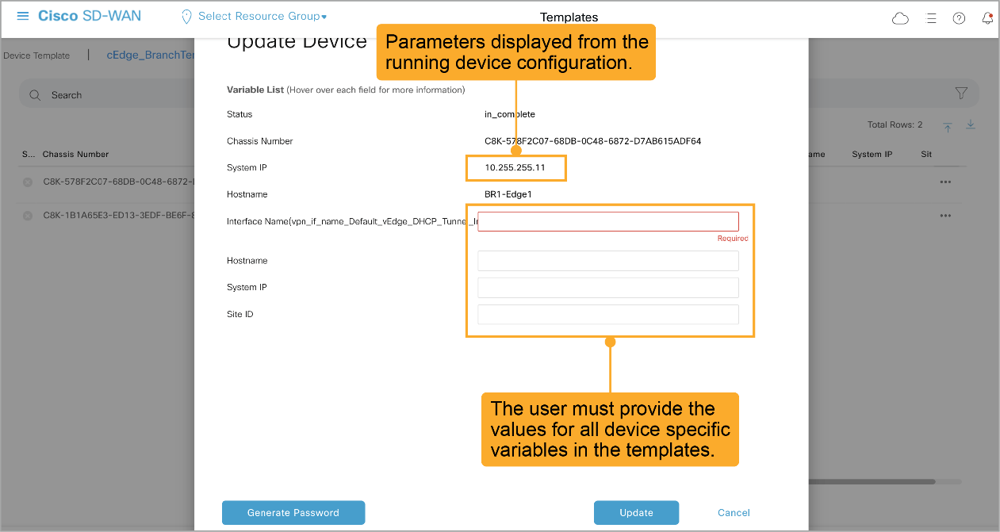 Cisco SD-WAN
Select Resource Group
Templates
Device Template
cEdge_BranchTer
Update Device
Parameters displayed from the
running device configuration.
Search
Variable List (Hover over each field for more information)
Status in_complete
Total Rows: 2
Chassis Number C8K-578F2C07-68DB-0C48-6872-D7AB615ADF64
S... Chassis Number
ame System IP Sit
System IP 10.255.255.11
C8K-578F2C07-68DB-0C48-6872-
Hostname BR1-Edge1
C8K-1B1A65E3-ED13-3EDF-BE6F-8
Interface Name(vpn_if_name_Default_vEdge_DHCP_Tunnel_In
Required
Hostname
System IP
Site ID
The user must provide the
values for all device specific
variables in the templates.
Generate Password
Update
Cancel